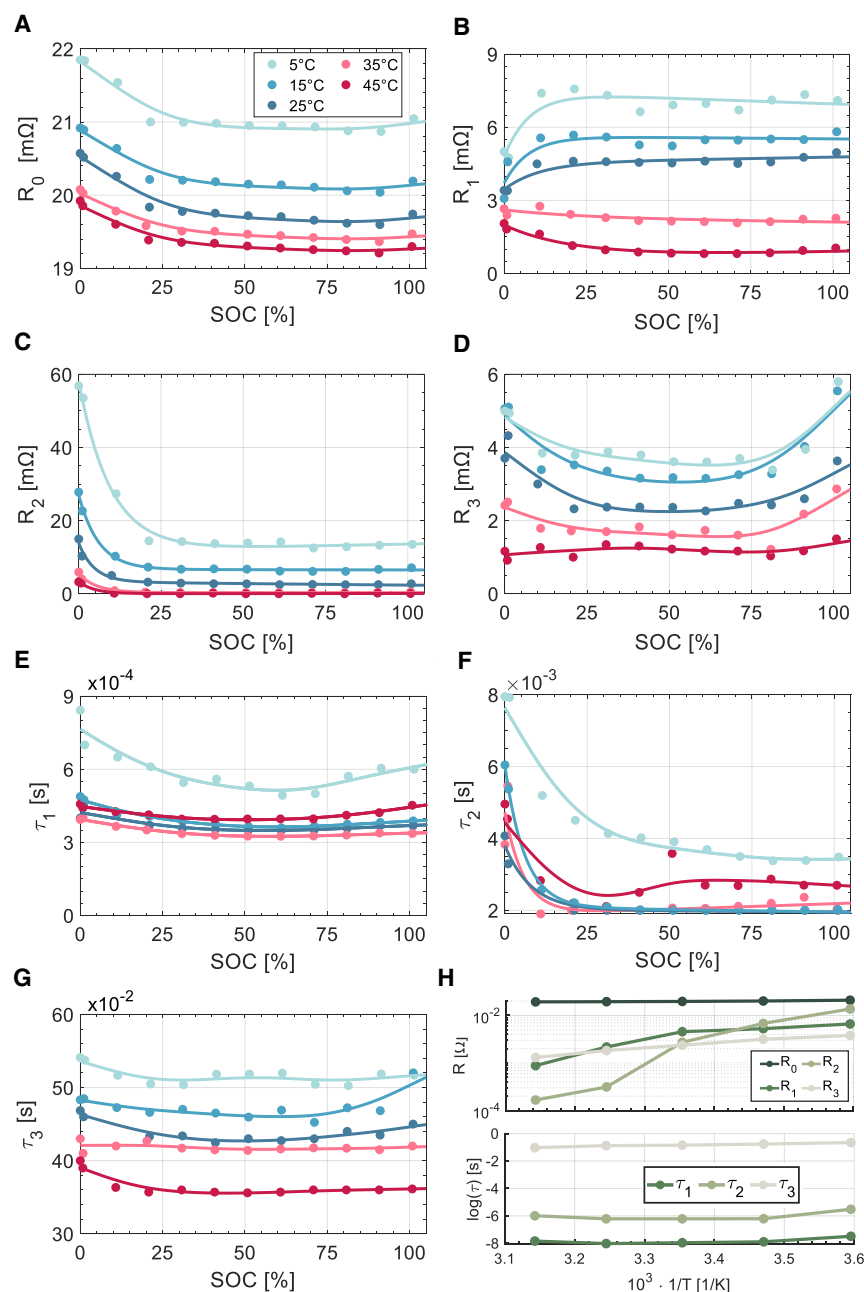 A
22
21
20
19
R0 [mΩ]
0 25 50 75 100
SOC [%]
5°C 35°C
15°C 45°C
25°C
B
9
6
3
0
R1 [mΩ]
0 25 50 75 100
SOC [%]
C
60
40
20
0
R2 [mΩ]
0 25 50 75 100
SOC [%]
D
6
4
2
0
R3 [mΩ]
0 25 50 75 100
SOC [%]
E
x10-4
9
6
3
0
τ1 [s]
0 25 50 75 100
SOC [%]
F
×10-3
8
6
4
2
τ2 [s]
0 25 50 75 100
SOC [%]
G
x10-2
60
50
40
30
τ3 [s]
0 25 50 75 100
SOC [%]
H
10-2
10-4
R [Ω]
R0 R2
R1 R3
0
-2
-4
-6
-8
log(τ) [s]
τ1 τ2 τ3
3.1 3.2 3.3 3.4 3.5 3.6
103 · 1/T [1/K]